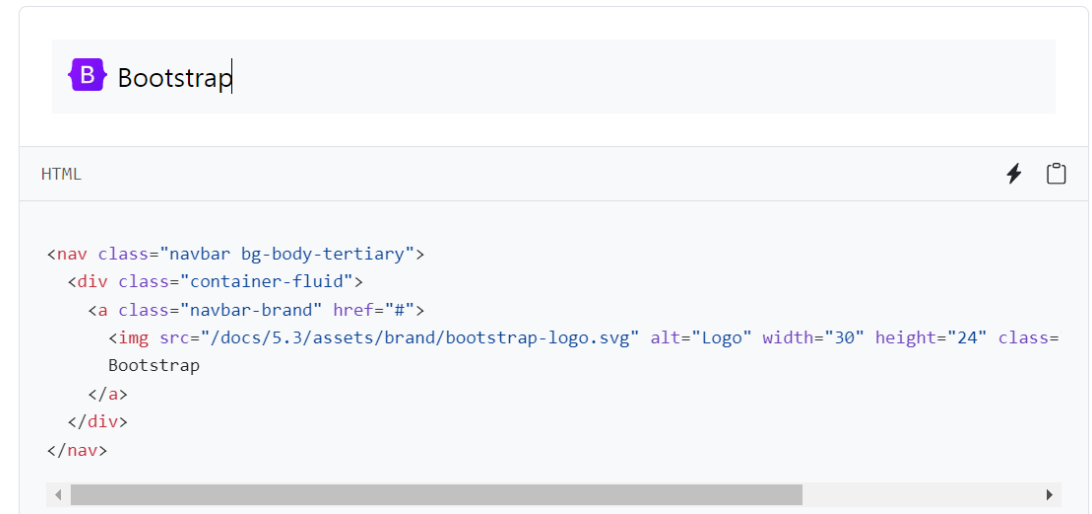 B Bootstrap
HTML
<nav class="navbar bg-body-tertiary">
  <div class="container-fluid">
    <a class="navbar-brand" href="#">
      <img src="/docs/5.3/assets/brand/bootstrap-logo.svg" alt="Logo" width="30" height="24" class=
      Bootstrap
    </a>
  </div>
</nav>